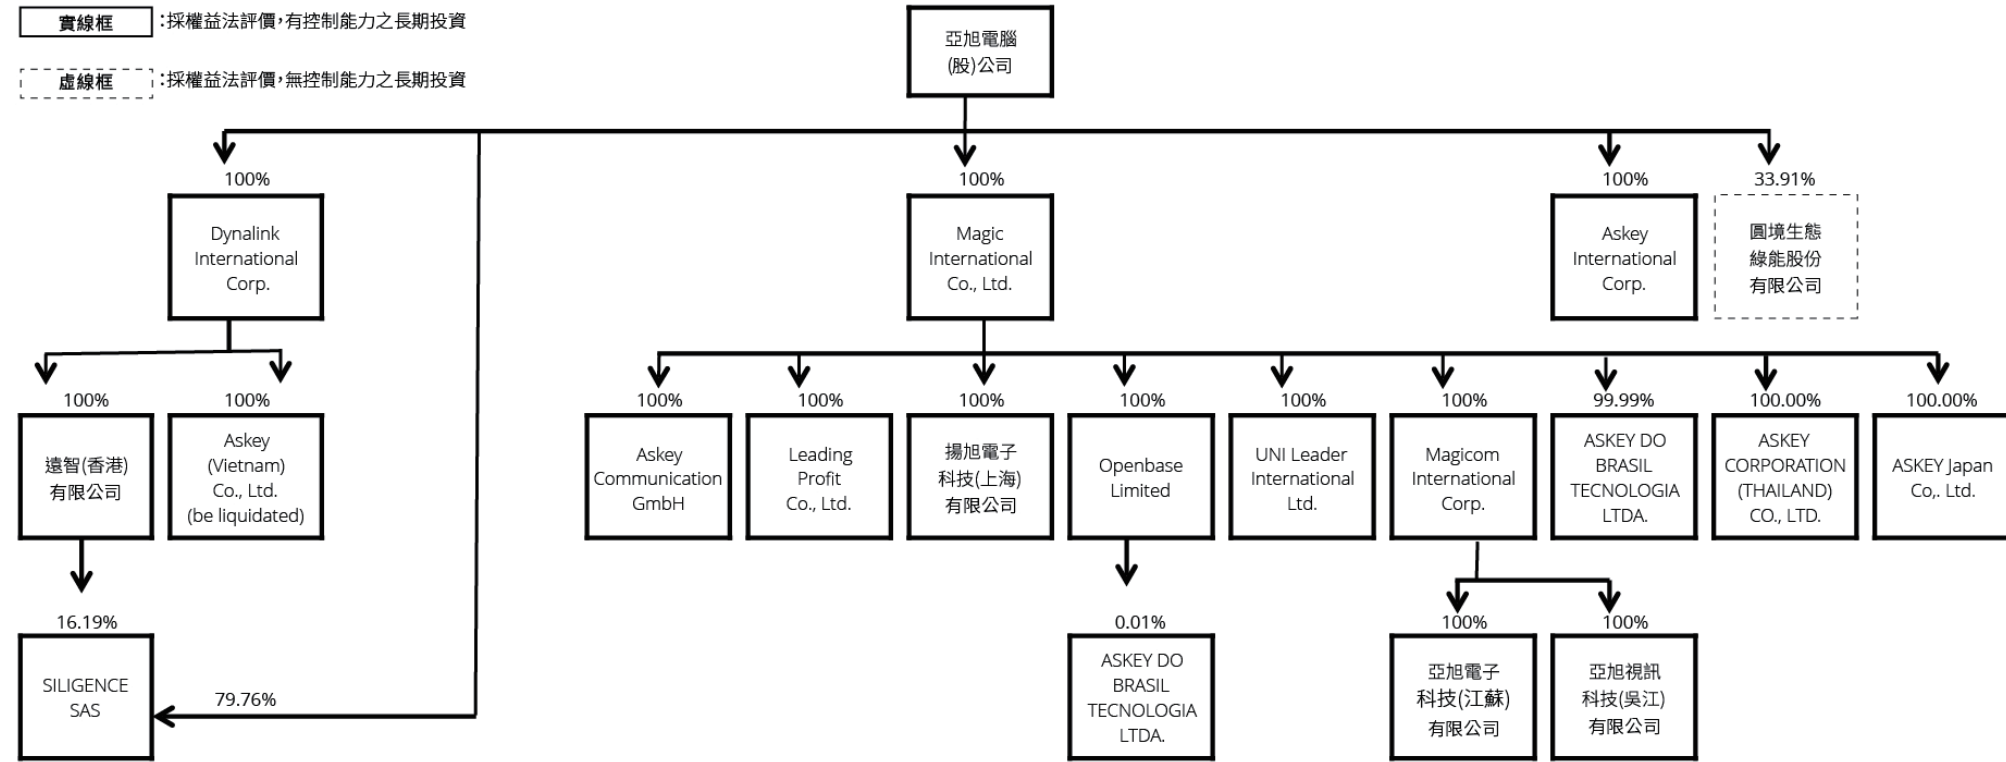 實線框 :採權益法評價,有控制能力之長期投資
虛線框 :採權益法評價,無控制能力之長期投資
亞旭電腦
(股)公司
100%
Dynalink
International
Corp.
100%
Magic
International
Co., Ltd.
100%
Askey
International
Corp.
33.91%
圓境生態
綠能股份
有限公司
100%
遠智(香港)
有限公司
100%
Askey
(Vietnam)
Co., Ltd.
(be liquidated)
100%
Askey
Communication
GmbH
100%
Leading
Profit
Co., Ltd.
100%
揚旭電子
科技(上海)
有限公司
100%
Openbase
Limited
100%
UNI Leader
International
Ltd.
100%
Magicom
International
Corp.
99.99%
ASKEY DO
BRASIL
TECNOLOGIA
LTDA.
100.00%
ASKEY
CORPORATION
(THAILAND)
CO., LTD.
100.00%
ASKEY Japan
Co,. Ltd.
16.19%
SILIGENCE
SAS
79.76%
0.01%
ASKEY DO
BRASIL
TECNOLOGIA
LTDA.
100%
亞旭電子
科技(江蘇)
有限公司
100%
亞旭視訊
科技(吳江)
有限公司